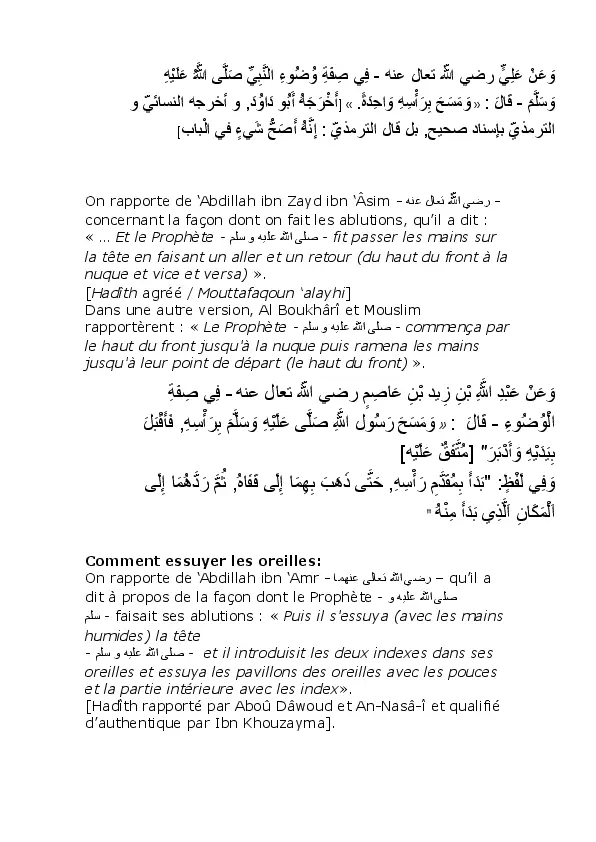 وَعَنْ عَلِيٍّ رضي الله تعال عنه - فِي صِفَةِ وُضُوءِ الْنَّبِيِّ صَلَّى اللَّهُ عَلَيْهِ
وَسَلَّمَ - قَالَ : « وَمَسَحَ بِرَأْسِهِ وَاحِدَةً. » [أَخْرَجَهُ أَبُو دَاوُدَ, و أخرجه النسائيّ و
الترمذيّ بإسناد صحيح, بل قال الترمذيّ : إنَّهُ أَصَحُّ شَيءٍ في الْباب]
On rapporte de ‘Abdillah ibn Zayd ibn ‘Âsim - رضي الله تعال عنه -
concernant la façon dont on fait les ablutions, qu’il a dit :
« ... Et le Prophète - صلى الله عليه و سلم - fit passer les mains sur
la tête en faisant un aller et un retour (du haut du front à la
nuque et vice et versa) ».
[Hadîth agréé / Mouttafaqoun ‘alayhi]
Dans une autre version, Al Boukhârî et Mouslim
rapportèrent : « Le Prophète - صلى الله عليه و سلم - commença par
le haut du front jusqu'à la nuque puis ramena les mains
jusqu'à leur point de départ (le haut du front) ».
وَعَنْ عَبْدِ اللَّهِ بْنِ زِيد بْنِ عَاصِمٍ رضي الله تعال عنه - فِي صِفَةِ
الْوُضُوءِ - قَالَ : « وَمَسَحَ رَسُول اللَّهِ صَلَّى عَلَيْهِ وَسَلَّمَ بِرَأْسِهِ, فَأَقْبَلَ
بِيَدَيْهِ وَأَدْبَرَ" [مُتَّفَقٌ عَلَيْه]
وَفِي لَفْظٍ: "بَدَأَ بِمُقَدَّمِ رَأْسِهِ, حَتَّى ذَهَبَ بِهِمَا إِلَى قَفَاهُ, ثُمَّ رَدَّهُمَا إِلَى
اَلْمَكَانِ اَلَّذِي بَدَأَ مِنْهُ "
Comment essuyer les oreilles:
On rapporte de ‘Abdillah ibn ‘Amr - رضي الله تعالى عنهما – qu’il a
dit à propos de la façon dont le Prophète - صلى الله عليه و
سلم - faisait ses ablutions : « Puis il s'essuya (avec les mains
humides) la tête
- صلى الله عليه و سلم - et il introduisit les deux indexes dans ses
oreilles et essuya les pavillons des oreilles avec les pouces
et la partie intérieure avec les index».
[Hadîth rapporté par Aboû Dâwoud et An-Nasâ-î et qualifié
d’authentique par Ibn Khouzayma].